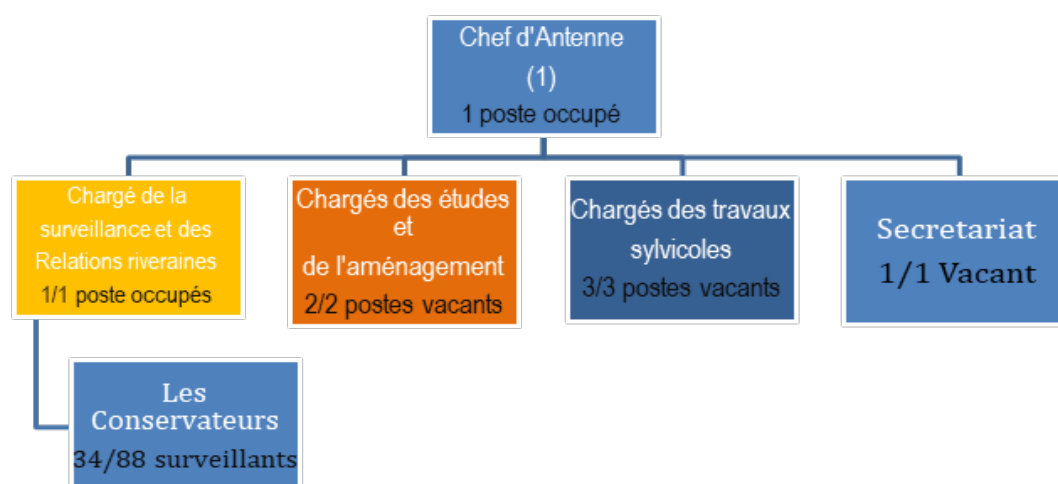 Chef d'Antenne
(1)
1 poste occupé
Chargé de la
surveillance et des
Relations riveraines
1/1 poste occupés
Chargés des études
et
de l'aménagement
2/2 postes vacants
Chargés des travaux
sylvicoles
3/3 postes vacants
Secretariat
1/1 Vacant
Les
Conservateurs
34/88 surveillants